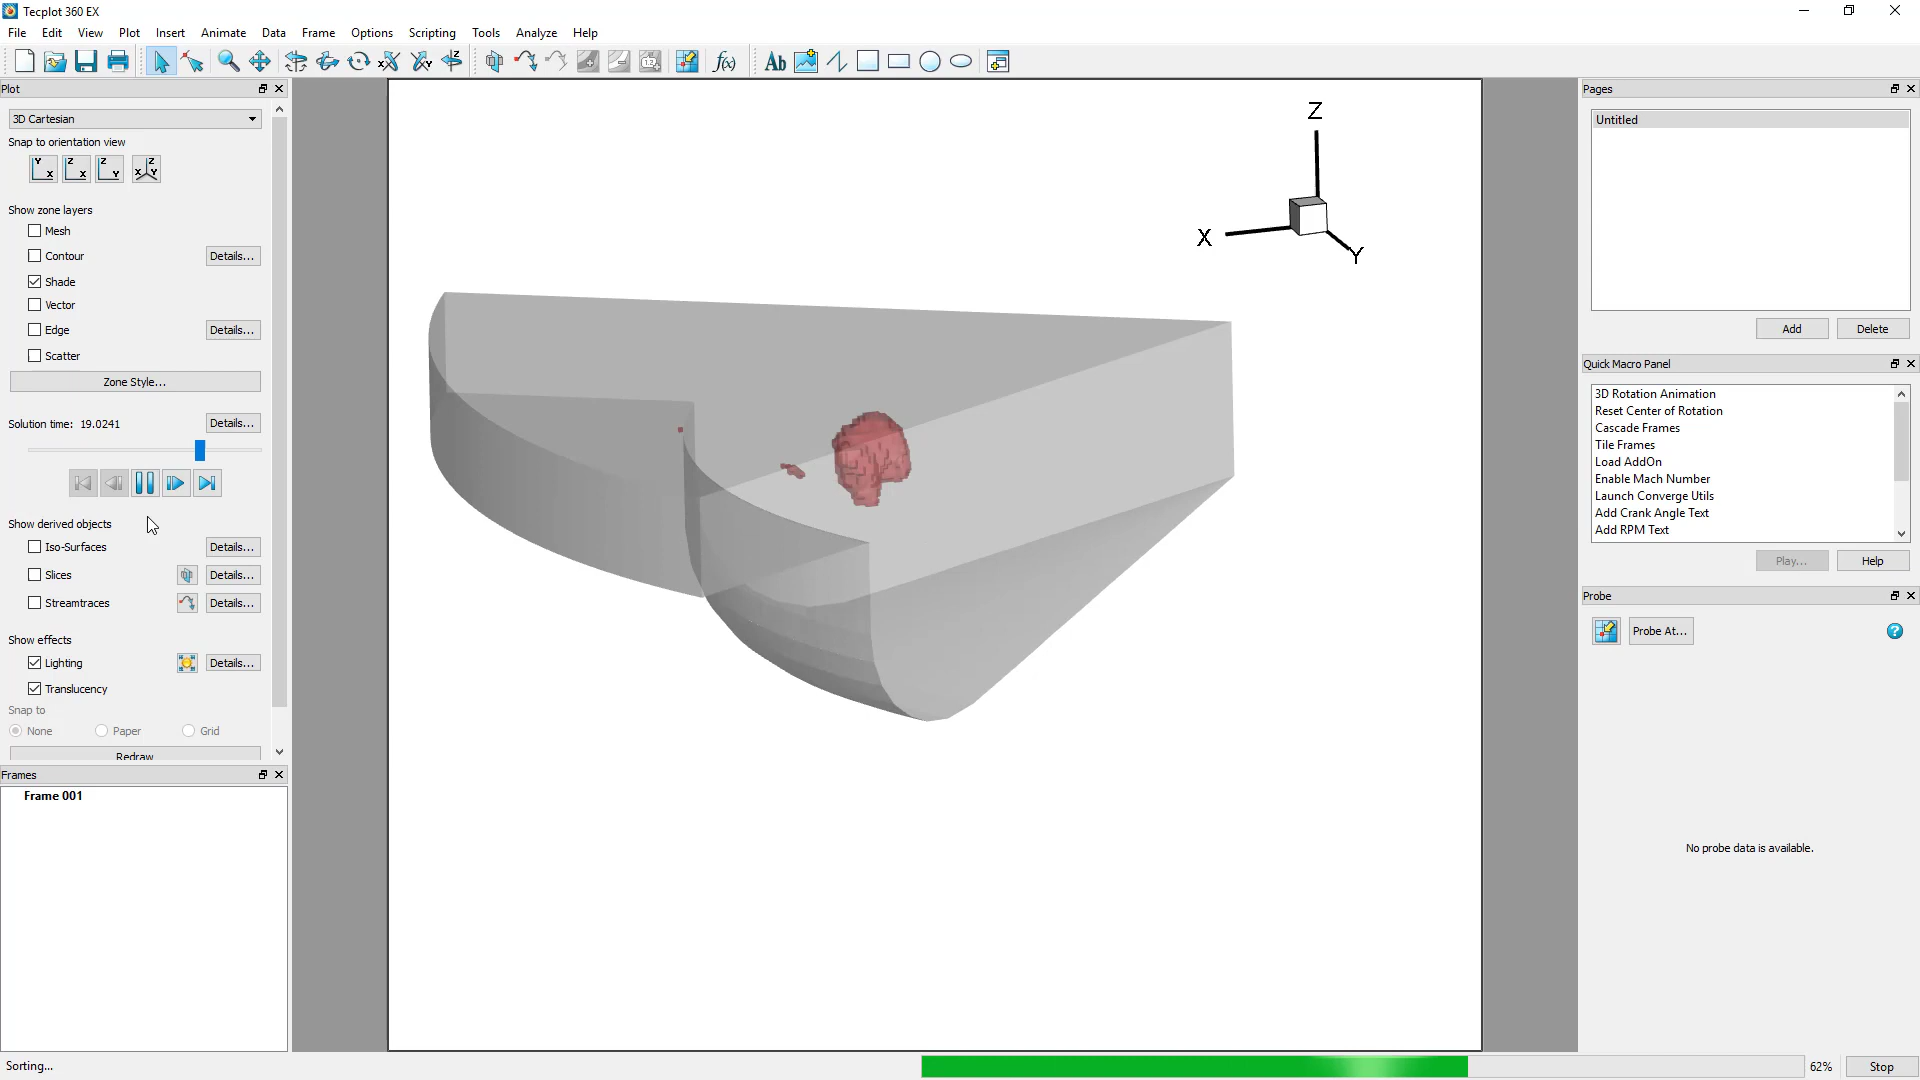 Tecplot 360 EX
File Edit View Plot Insert Animate Data Frame Options Scripting Tools Analyze Help
Ab
f(x)
Plot
3D Cartesian
Snap to orientation view
Y X
Z X
Z Y
Z X Y
Show zone layers
Mesh
Contour Details...
Shade
Vector
Edge Details...
Scatter
Zone Style...
Solution time: 19.0241 Details...
Show derived objects
Iso-Surfaces Details...
Slices Details...
Streamtraces Details...
Show effects
Lighting Details...
Translucency
Snap to
None Paper Grid
Redraw
Frames
Frame 001
Z
X
Y
Pages
Untitled
Add Delete
Quick Macro Panel
3D Rotation Animation
Reset Center of Rotation
Cascade Frames
Tile Frames
Load AddOn
Enable Mach Number
Launch Converge Utils
Add Crank Angle Text
Add RPM Text
Play... Help
Probe
Probe At...
No probe data is available.
Sorting... 62% Stop